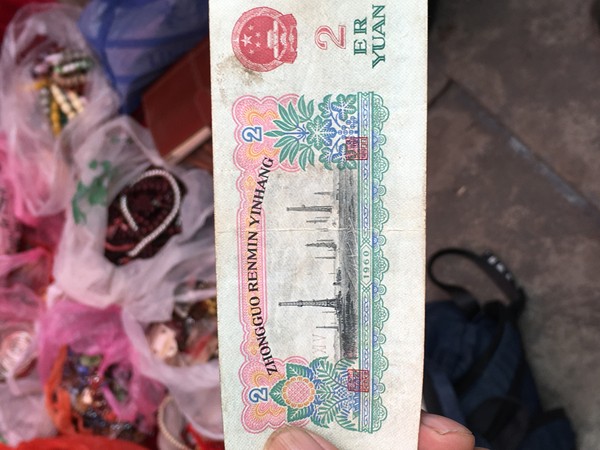 2
ER
YUAN
2
ZHONGGUO RENMIN YINHANG
2
1960